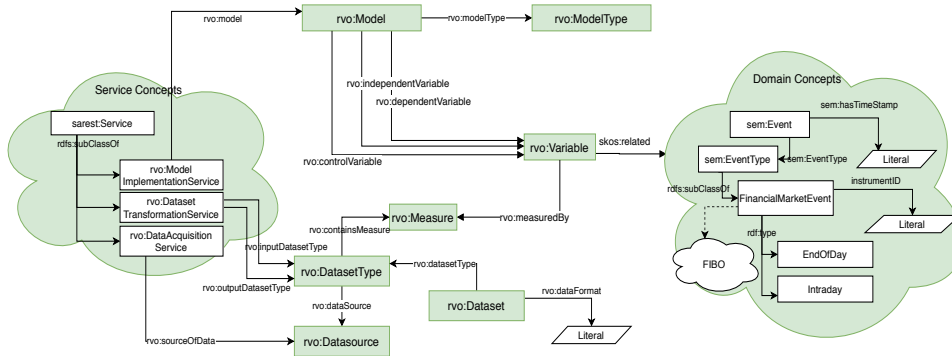 rvo:Model
rvo:modelType
rvo:ModelType
rvo:model
rvo:independentVariable
rvo:dependentVariable
rvo:controlVariable
Service Concepts
sarest:Service
rdfs:subClassOf
rvo:Model
ImplementationService
rvo:Dataset
TransformationService
rvo:DataAcquisition
Service
rvo:Variable
skos:related
rvo:Measure
rvo:measuredBy
rvo:containsMeasure
rvo:inputDatasetType
rvo:outputDatasetType
rvo:DatasetType
rvo:datasetType
rvo:dataSource
rvo:Dataset
rvo:dataFormat
Literal
rvo:sourceOfData
rvo:Datasource
Domain Concepts
sem:hasTimeStamp
sem:Event
Literal
sem:EventType
sem:EventType
rdfs:subClassOf
FinancialMarketEvent
instrumentID
Literal
rdf:type
FIBO
EndOfDay
Intraday